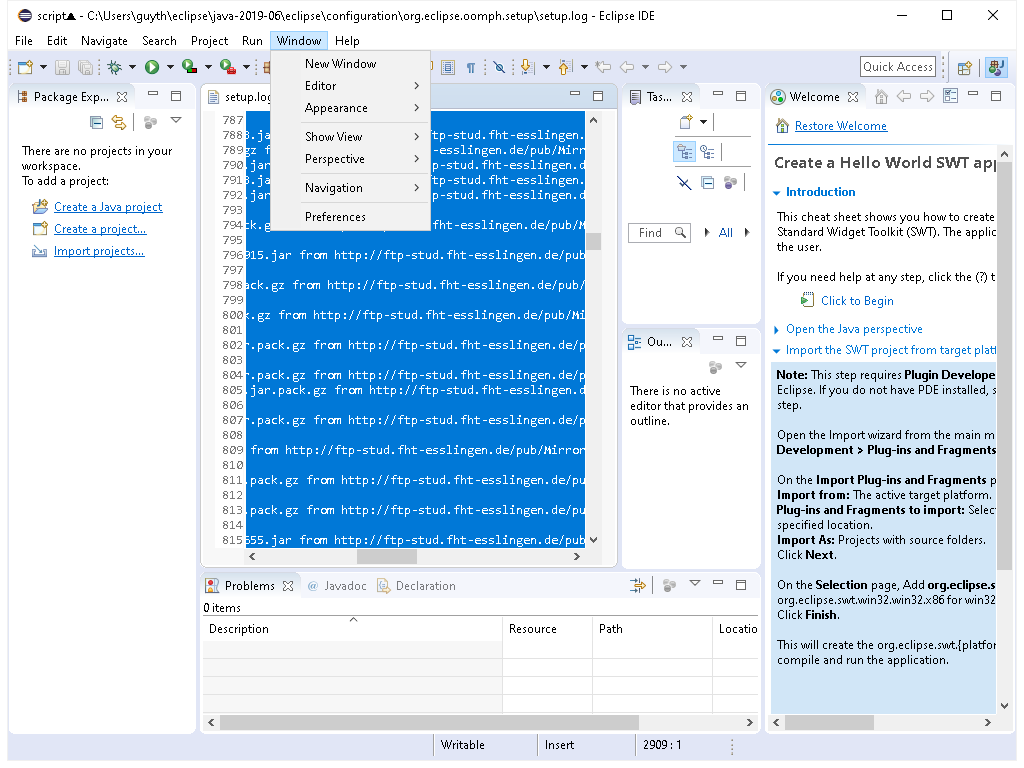 script▲ - C:\Users\guyth\eclipse\java-2019-06\eclipse\configuration\org.eclipse.oomph.setup\setup.log - Eclipse IDE
File Edit Navigate Search Project Run Window Help
New Window
Editor
Appearance
Show View
Perspective
Navigation
Preferences
Quick Access
Package Exp...
There are no projects in your
workspace.
To add a project:
Create a Java project
Create a project...
Import projects...
setup.log
787
788 3.ja ftp-stud.fht-esslingen.
789 gz f -esslingen.de/pub/Mirro
790 .jar ftp-stud.fht-esslingen.d
791 3.ja ftp-stud.fht-esslingen.
792 .jar ftp-stud.fht-esslingen.d
793
794 ck.g -esslingen.de/pub/M
795
796 915.jar from http://ftp-stud.fht-esslingen.de/pub
797
798 ack.gz from http://ftp-stud.fht-esslingen.de/pub/
799
800 k.gz from http://ftp-stud.fht-esslingen.de/pub/Mi
801
802 r.pack.gz from http://ftp-stud.fht-esslingen.de/p
803
804 r.pack.gz from http://ftp-stud.fht-esslingen.de/p
805 .jar.pack.gz from http://ftp-stud.fht-esslingen.d
806
807 r.pack.gz from http://ftp-stud.fht-esslingen.de/p
808
809 from http://ftp-stud.fht-esslingen.de/pub/Mirror
810
811 .pack.gz from http://ftp-stud.fht-esslingen.de/pu
812
813 .pack.gz from http://ftp-stud.fht-esslingen.de/pu
814
815 655.jar from http://ftp-stud.fht-esslingen.de/pub
Tas...
Find All
Ou...
There is no active
editor that provides an
outline.
Welcome
Restore Welcome
Create a Hello World SWT app
Introduction
This cheat sheet shows you how to create
Standard Widget Toolkit (SWT). The applic
the user.
If you need help at any step, click the (?) t
Click to Begin
Open the Java perspective
Import the SWT project from target platf
Note: This step requires Plugin Develope
Eclipse. If you do not have PDE installed, s
step.
Open the Import wizard from the main m
Development > Plug-ins and Fragments
On the Import Plug-ins and Fragments p
Import from: The active target platform.
Plug-ins and Fragments to import: Selec
specified location.
Import As: Projects with source folders.
Click Next.
On the Selection page, Add org.eclipse.s
org.eclipse.swt.win32.win32.x86 for win32
Click Finish.
This will create the org.eclipse.swt.{platfor
compile and run the application.
Problems @ Javadoc Declaration
0 items
Description Resource Path Locatio
Writable Insert 2909 : 1